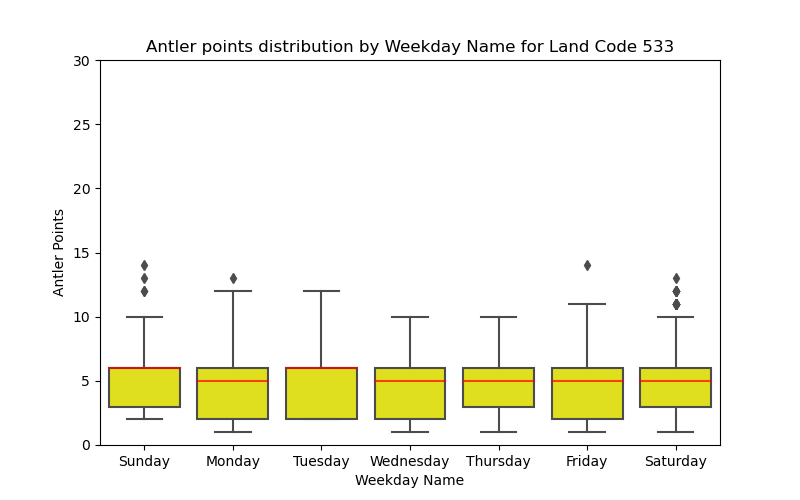 Antler points distribution by Weekday Name for Land Code 533
30
25
20
15
10
5
0
Antler Points
Sunday Monday Tuesday Wednesday Thursday Friday Saturday
Weekday Name